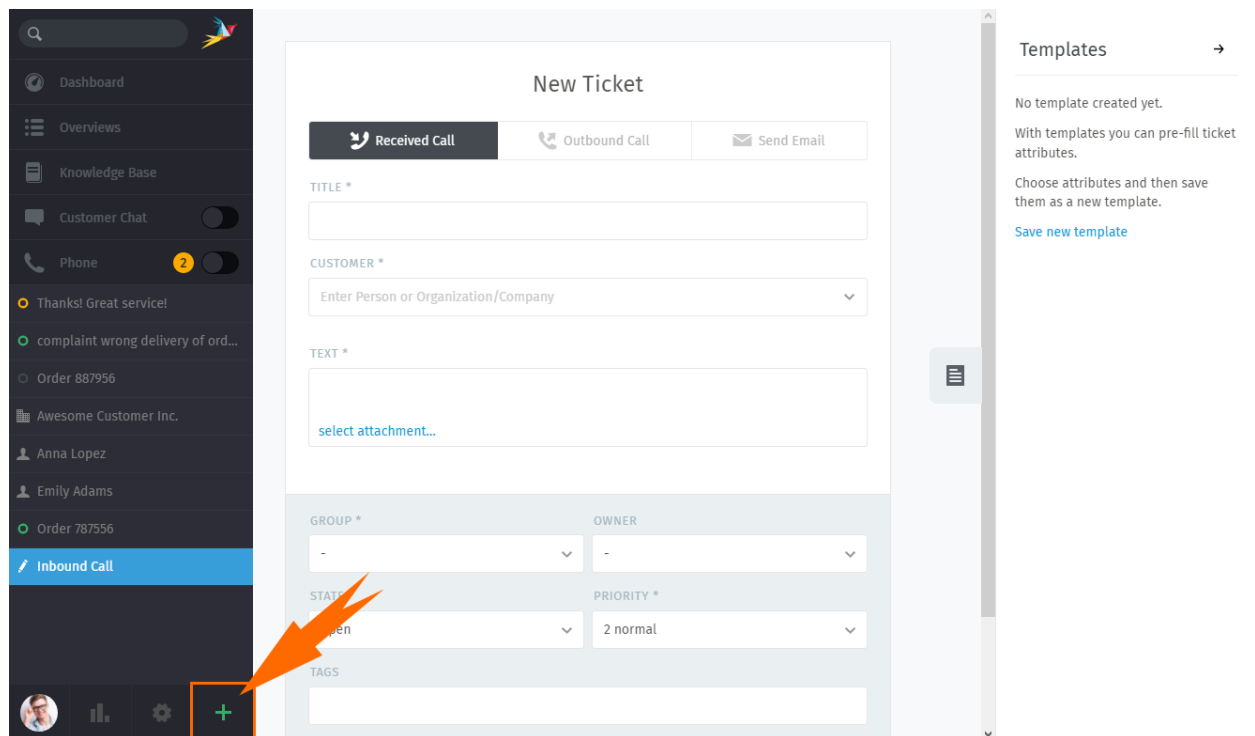 Dashboard
Overviews
Knowledge Base
Customer Chat
Phone 2
Thanks! Great service!
complaint wrong delivery of ord...
Order 887956
Awesome Customer Inc.
Anna Lopez
Emily Adams
Order 787556
Inbound Call
New Ticket
Received Call Outbound Call Send Email
TITLE *
CUSTOMER *
Enter Person or Organization/Company
TEXT *
select attachment...
GROUP * OWNER
- -
PRIORITY *
2 normal
TAGS
Templates
No template created yet.
With templates you can pre-fill ticket
attributes.
Choose attributes and then save
them as a new template.
Save new template